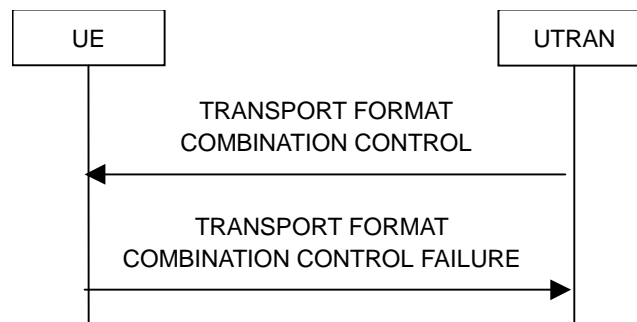 UE
UTRAN
TRANSPORT FORMAT
COMBINATION CONTROL
TRANSPORT FORMAT
COMBINATION CONTROL FAILURE